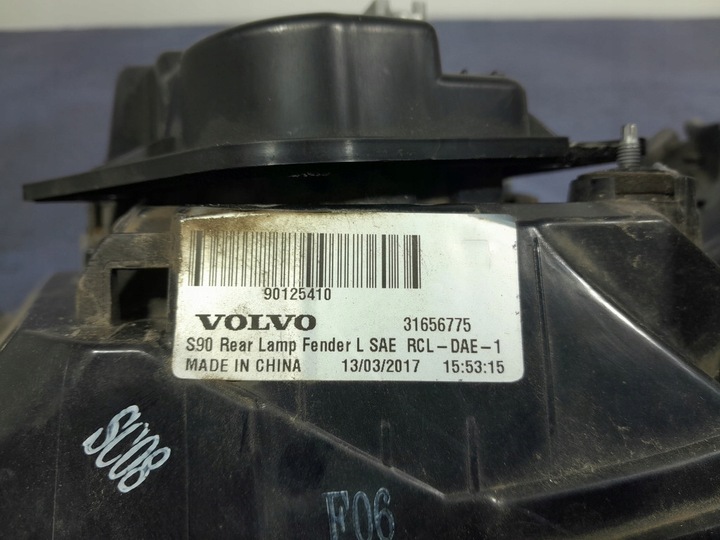 90125410
VOLVO 31656775
S90 Rear Lamp Fender L SAE RCL-DAE-1
MADE IN CHINA 13/03/2017 15:53:15
SC08
F06